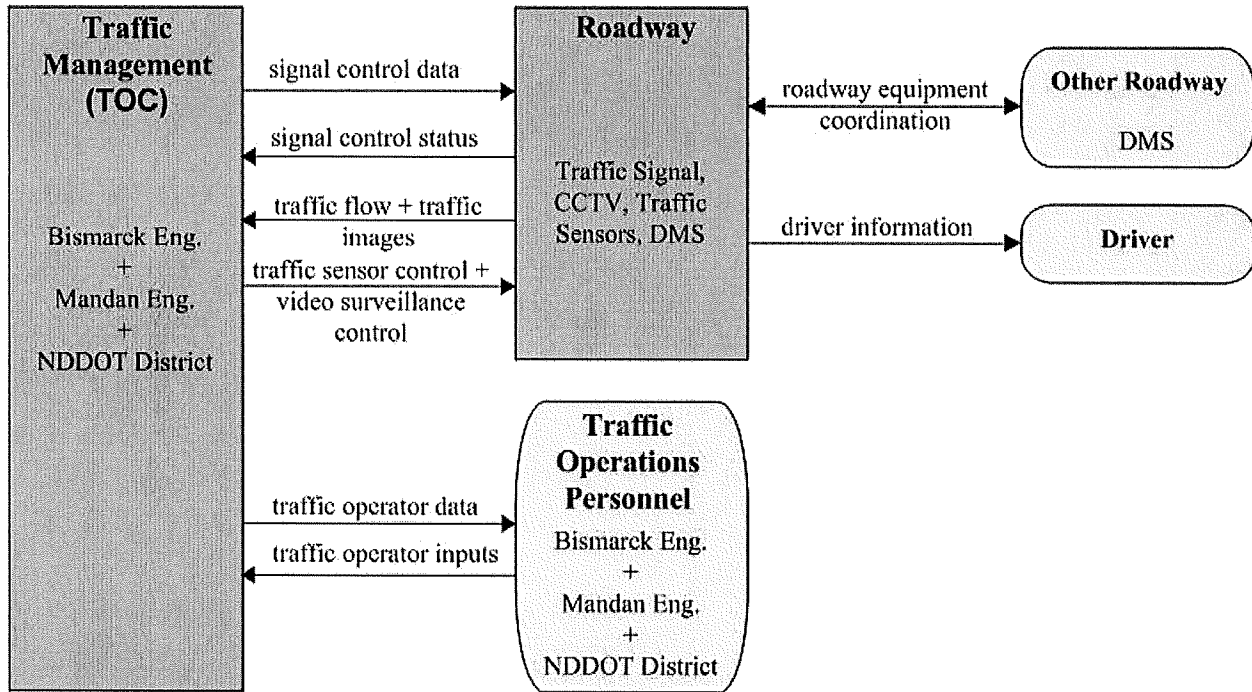 Traffic
Management
(TOC)
Bismarck Eng.
+
Mandan Eng.
+
NDDOT District
signal control data
signal control status
traffic flow + traffic
images
traffic sensor control +
video surveillance
control
traffic operator data
traffic operator inputs
Roadway
Traffic Signal,
CCTV, Traffic
Sensors, DMS
Traffic
Operations
Personnel
Bismarck Eng.
+
Mandan Eng.
+
NDDOT District
roadway equipment
coordination
driver information
Other Roadway
DMS
Driver